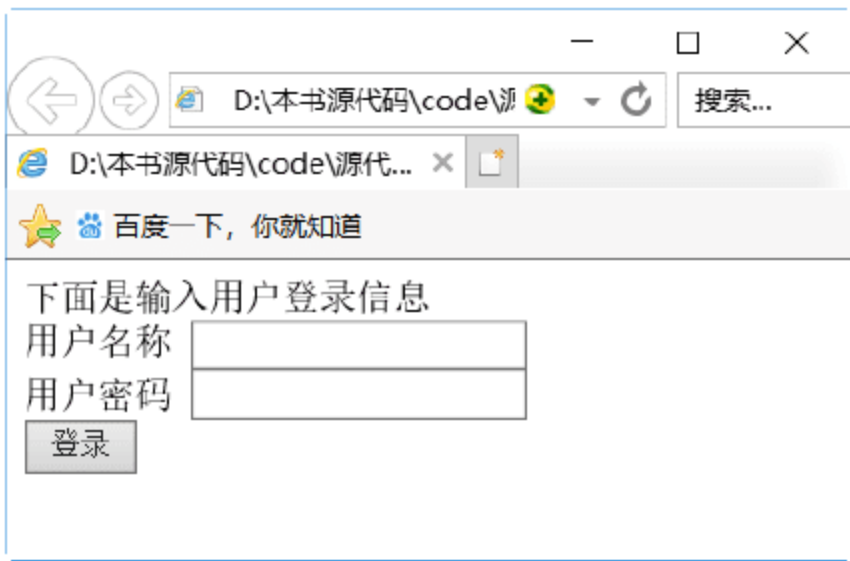 D:\本书源代码\code\源
搜索...
D:\本书源代码\code\源代...
百度一下，你就知道
下面是输入用户登录信息
用户名称
用户密码
登录